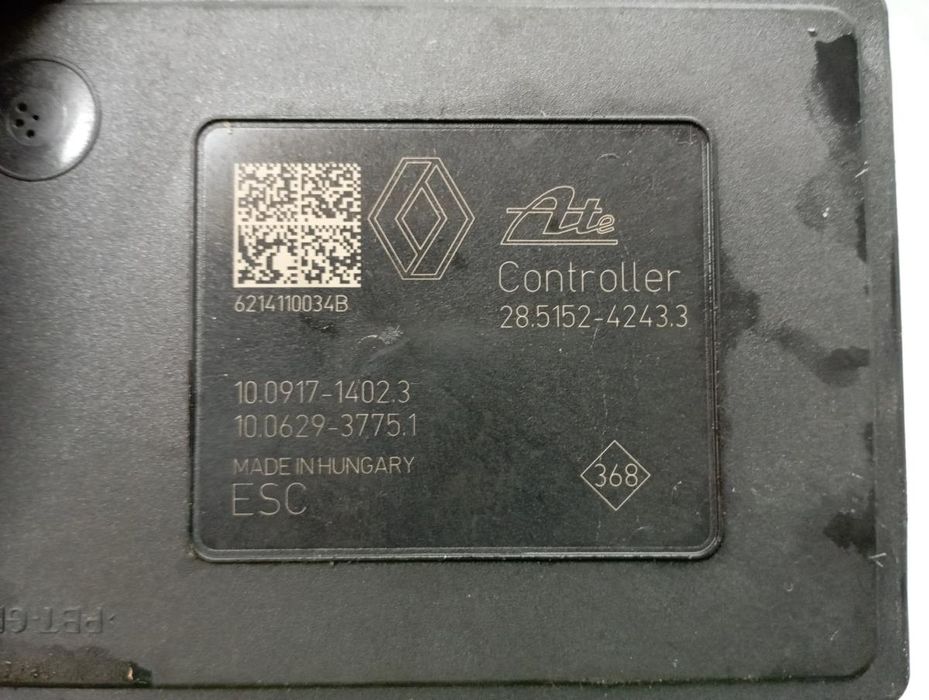 6214110034B
Ate
Controller
28.5152-4243.3
10.0917-1402.3
10.0629-3775.1
MADE IN HUNGARY
ESC
368